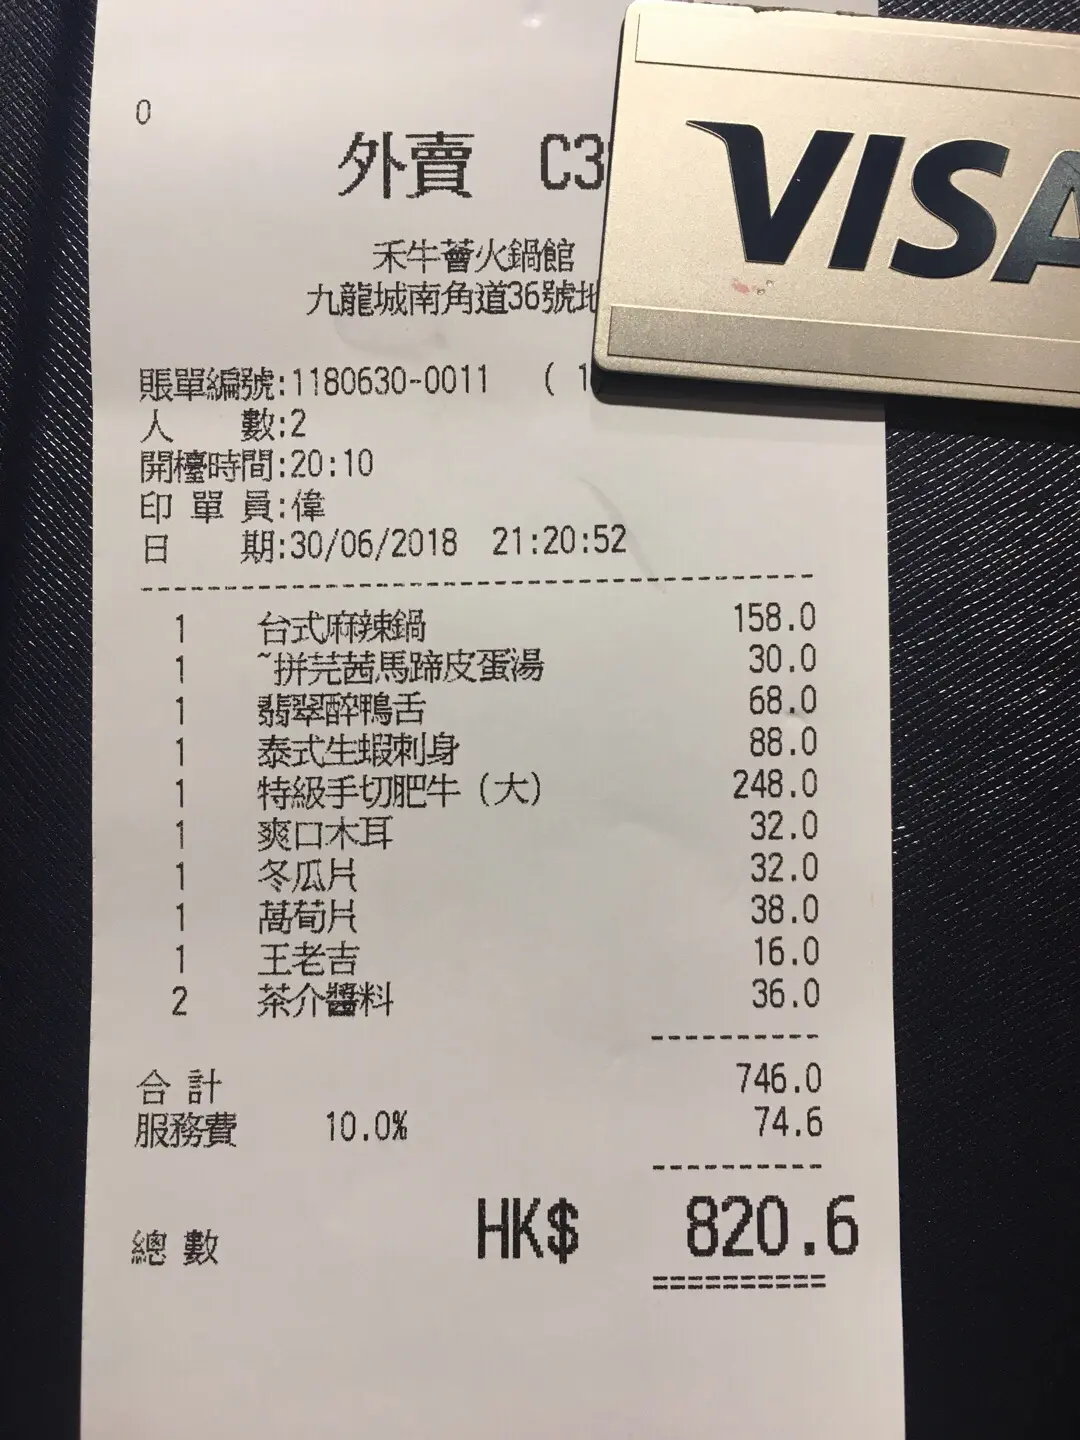 0
外賣 C3
VISA
禾牛薈火鍋館
九龍城南角道36號地
賬單編號:1180630-0011 ( 1
人 數:2
開檯時間:20:10
印 單 員:偉
日 期:30/06/2018 21:20:52
1 台式麻辣鍋 158.0
1 ~拼芫茜馬蹄皮蛋湯 30.0
1 翡翠醉鴨舌 68.0
1 泰式生蝦刺身 88.0
1 特級手切肥牛（大） 248.0
1 爽口木耳 32.0
1 冬瓜片 32.0
1 萵荀片 38.0
1 王老吉 16.0
2 茶介醬料 36.0
合 計 746.0
服務費 10.0% 74.6
總 數 HK$ 820.6